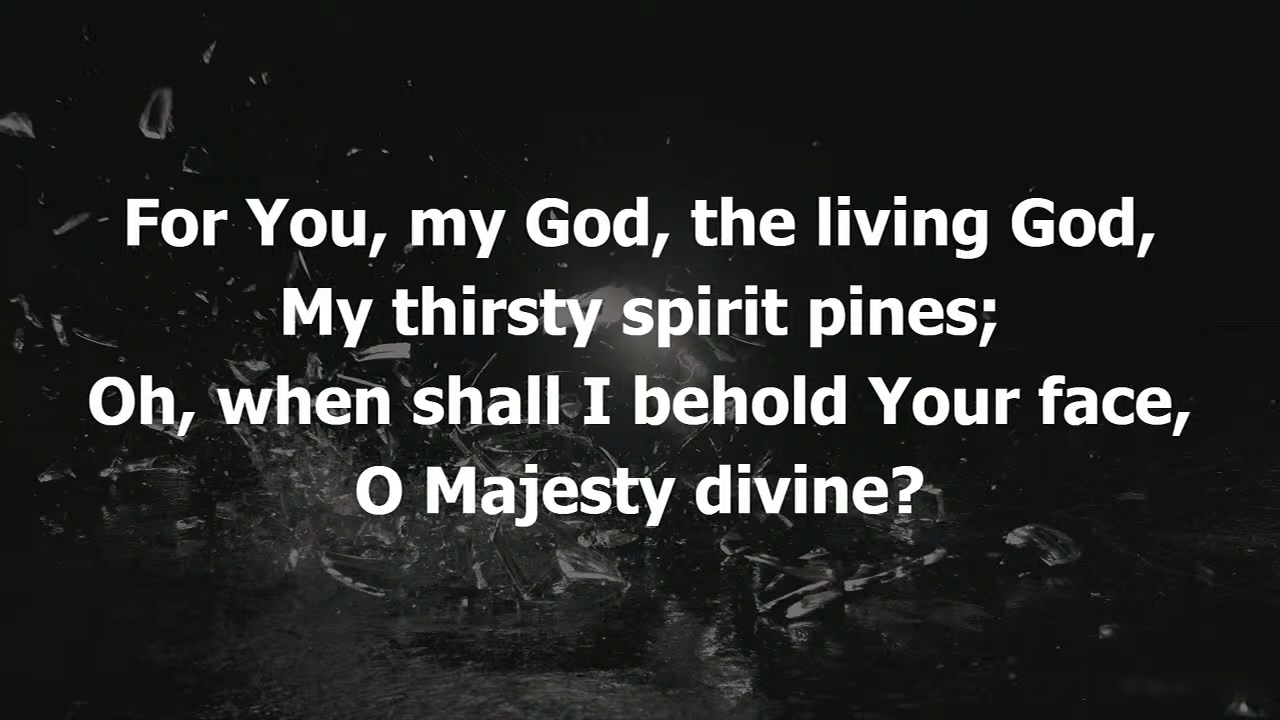 For You, my God, the living God,
My thirsty spirit pines;
Oh, when shall I behold Your face,
O Majesty divine?